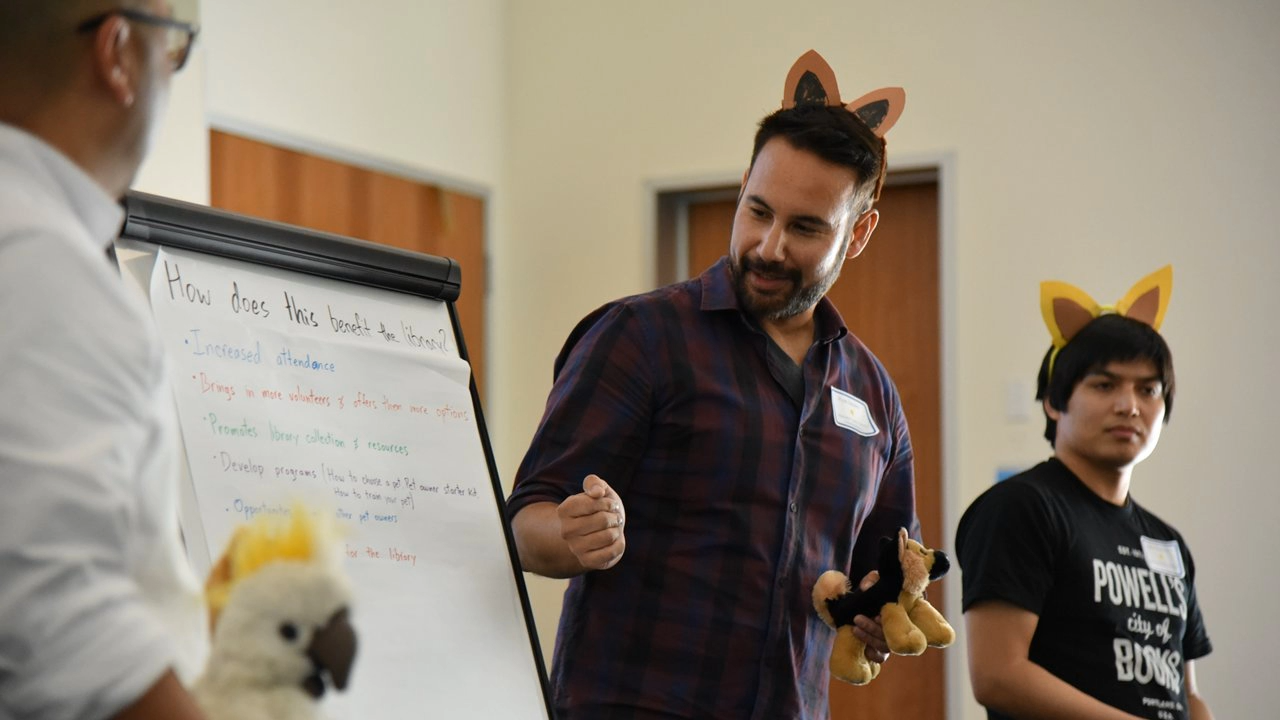 How does this benefit the library?
• Increased attendance
• Brings in more volunteers & offers them more options
• Promotes library collection & resources
• Develop programs (How to choose a pet Pet owner starter kit
How to train your pet)
• other pet owners
for the library
POWELL'S
city of
BOOKS
PORTLAND